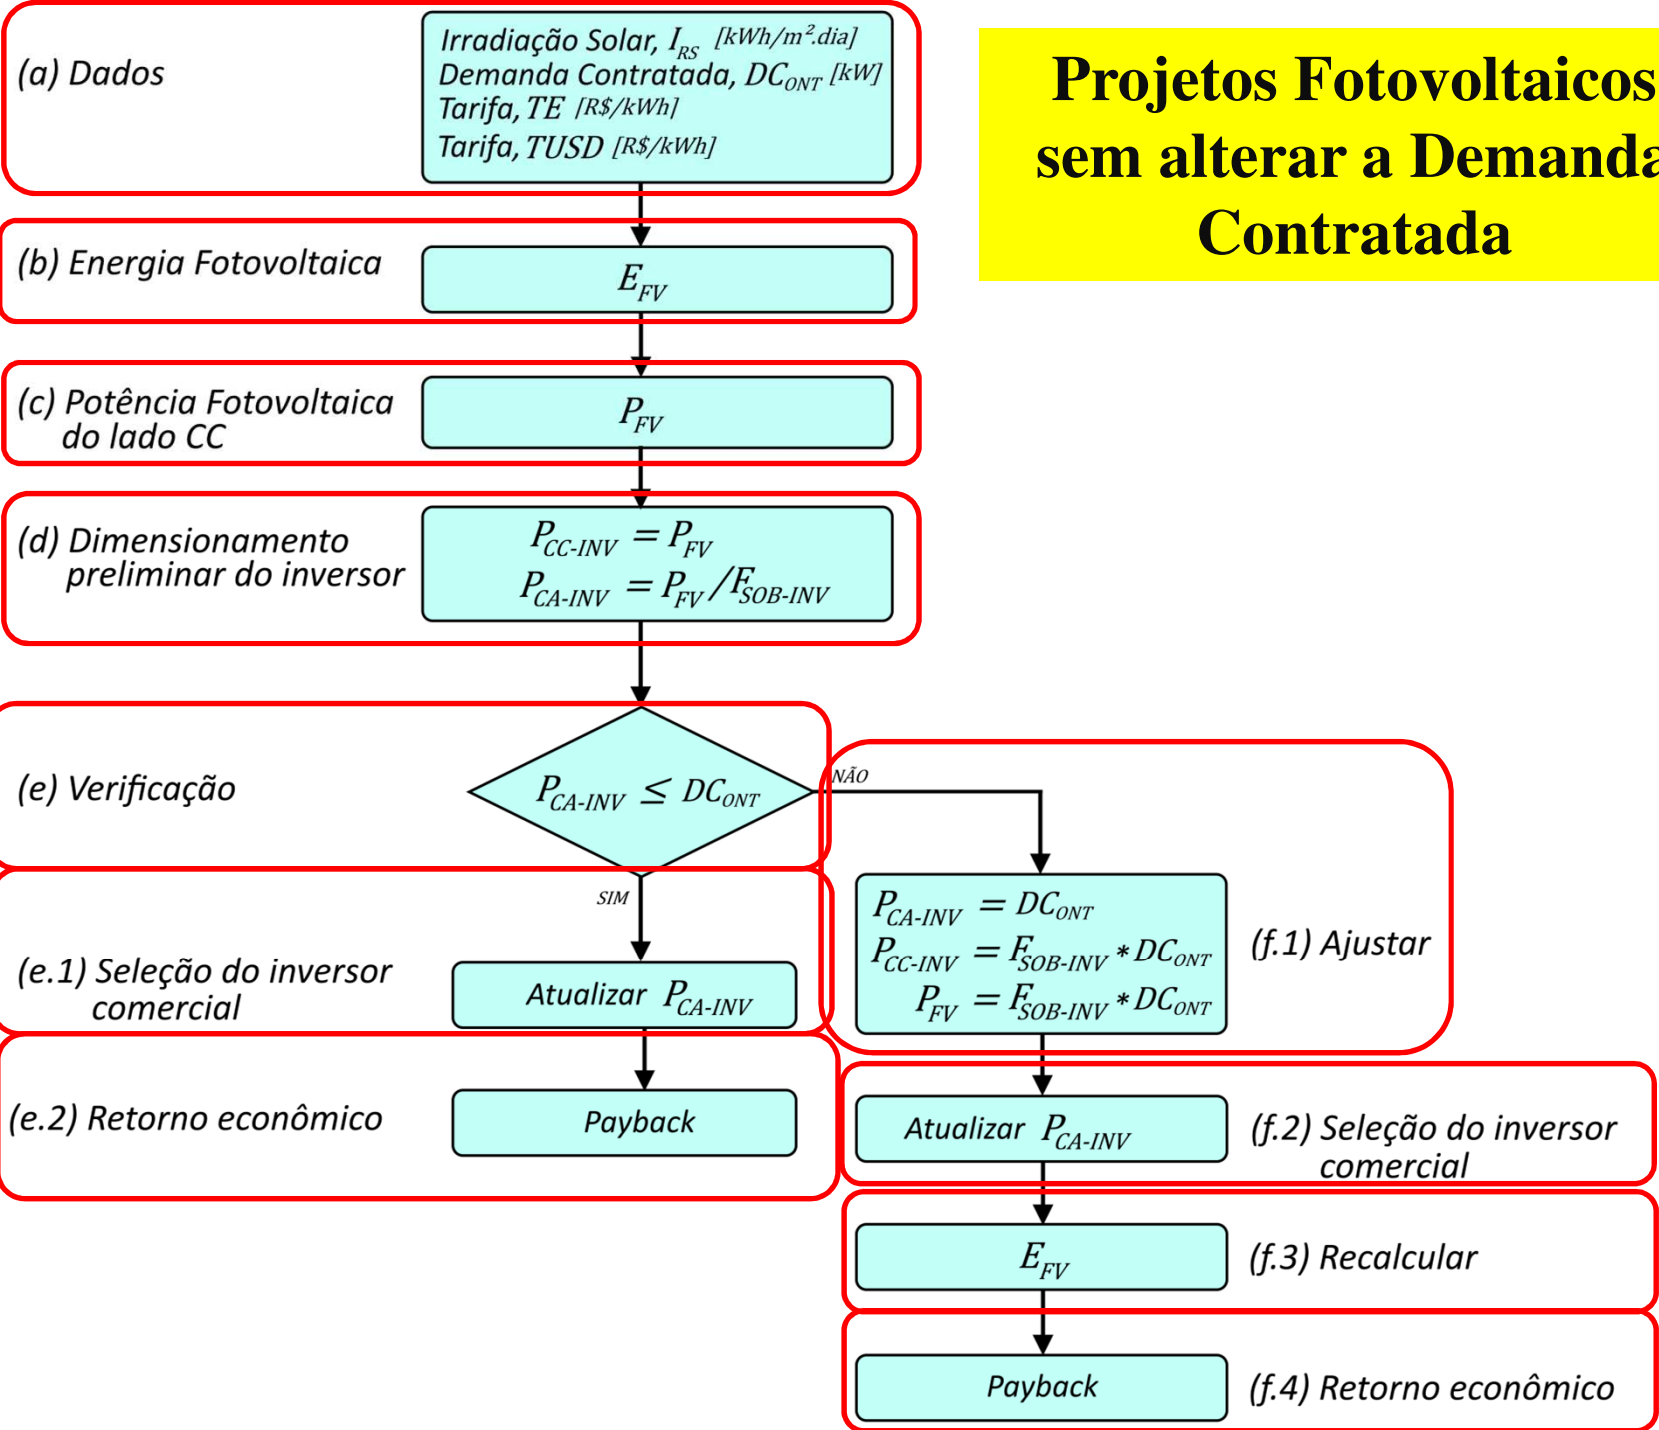 (a) Dados
Irradiação Solar, I_RS [kWh/m².dia]
Demanda Contratada, DC_ONT [kW]
Tarifa, TE [R$/kWh]
Tarifa, TUSD [R$/kWh]
Projetos Fotovoltaicos
sem alterar a Demanda
Contratada
(b) Energia Fotovoltaica
E_FV
(c) Potência Fotovoltaica
do lado CC
P_FV
(d) Dimensionamento
preliminar do inversor
P_CC-INV = P_FV
P_CA-INV = P_FV/F_SOB-INV
(e) Verificação
P_CA-INV ≤ DC_ONT
NÃO
SIM
(e.1) Seleção do inversor
comercial
Atualizar P_CA-INV
(e.2) Retorno econômico
Payback
P_CA-INV = DC_ONT
P_CC-INV = F_SOB-INV * DC_ONT
P_FV = F_SOB-INV * DC_ONT
(f.1) Ajustar
Atualizar P_CA-INV
(f.2) Seleção do inversor
comercial
E_FV
(f.3) Recalcular
Payback
(f.4) Retorno econômico